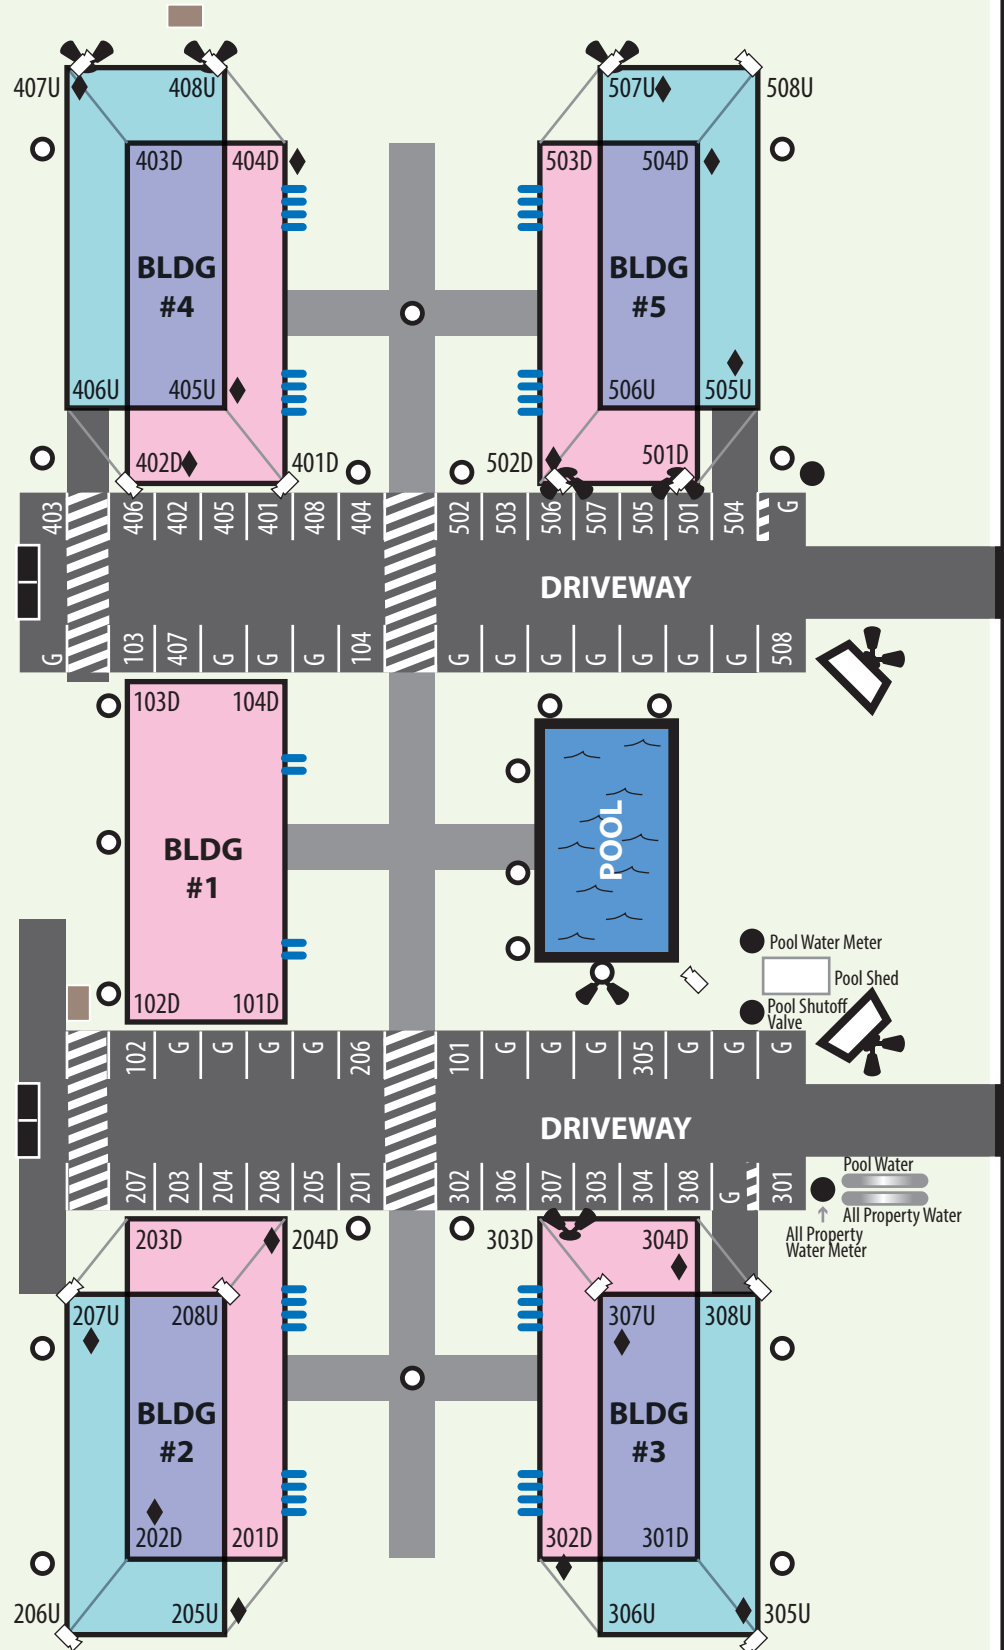 407U
408U
507U
508U
403D
404D
503D
504D
BLDG
#4
BLDG
#5
406U
405U
506U
505U
402D
401D
502D
501D
403
406
402
405
401
408
404
502
503
506
507
505
501
504
G
DRIVEWAY
G
103
407
G
G
G
104
G
G
G
G
G
G
G
508
103D
104D
BLDG
#1
POOL
Pool Water Meter
Pool Shed
Pool Shutoff
Valve
102D
101D
102
G
G
G
G
206
101
G
G
G
305
G
G
G
DRIVEWAY
207
203
204
208
205
201
302
306
307
303
304
308
G
301
Pool Water
All Property Water
All Property
Water Meter
203D
204D
303D
304D
207U
208U
307U
308U
BLDG
#2
BLDG
#3
202D
201D
302D
301D
206U
205U
306U
305U